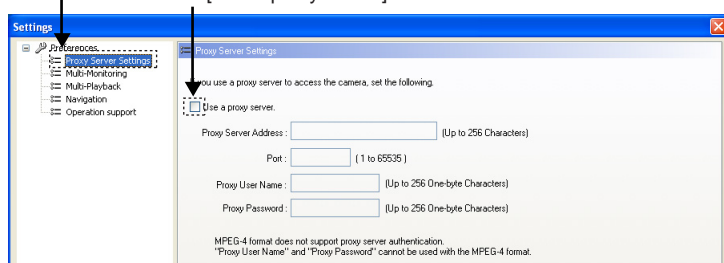 Settings
Preferences
Proxy Server Settings
Multi-Monitoring
Multi-Playback
Navigation
Operation support
Proxy Server Settings
you use a proxy server to access the camera, set the following.
Use a proxy server.
Proxy Server Address : (Up to 256 Characters)
Port : ( 1 to 65535 )
Proxy User Name : (Up to 256 One-byte Characters)
Proxy Password : (Up to 256 One-byte Characters)
MPEG-4 format does not support proxy server authentication.
"Proxy User Name" and "Proxy Password" cannot be used with the MPEG-4 format.